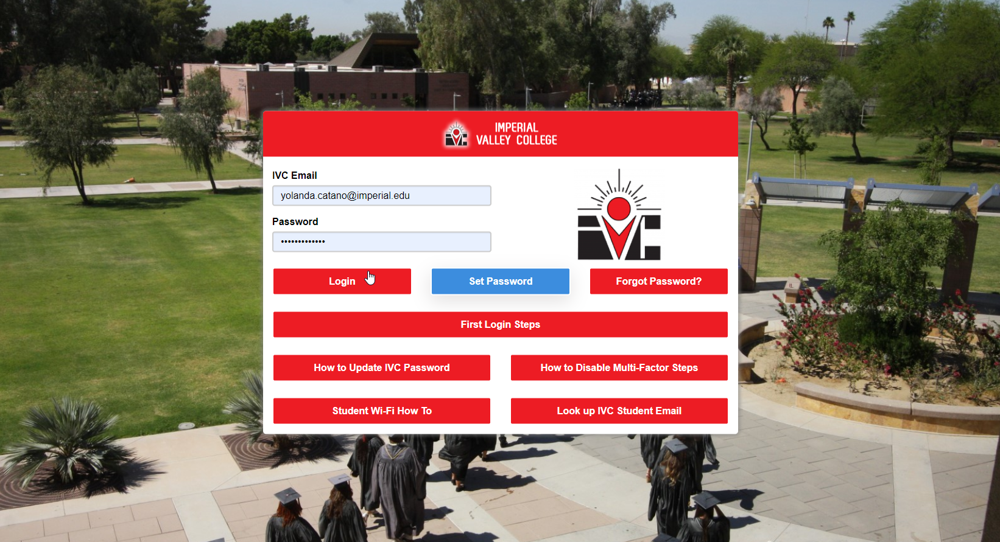 IMPERIAL
VALLEY COLLEGE
IVC Email
yolanda.catano@imperial.edu
Password
•••••••••••••
IVC
Login
Set Password
Forgot Password?
First Login Steps
How to Update IVC Password
How to Disable Multi-Factor Steps
Student Wi-Fi How To
Look up IVC Student Email